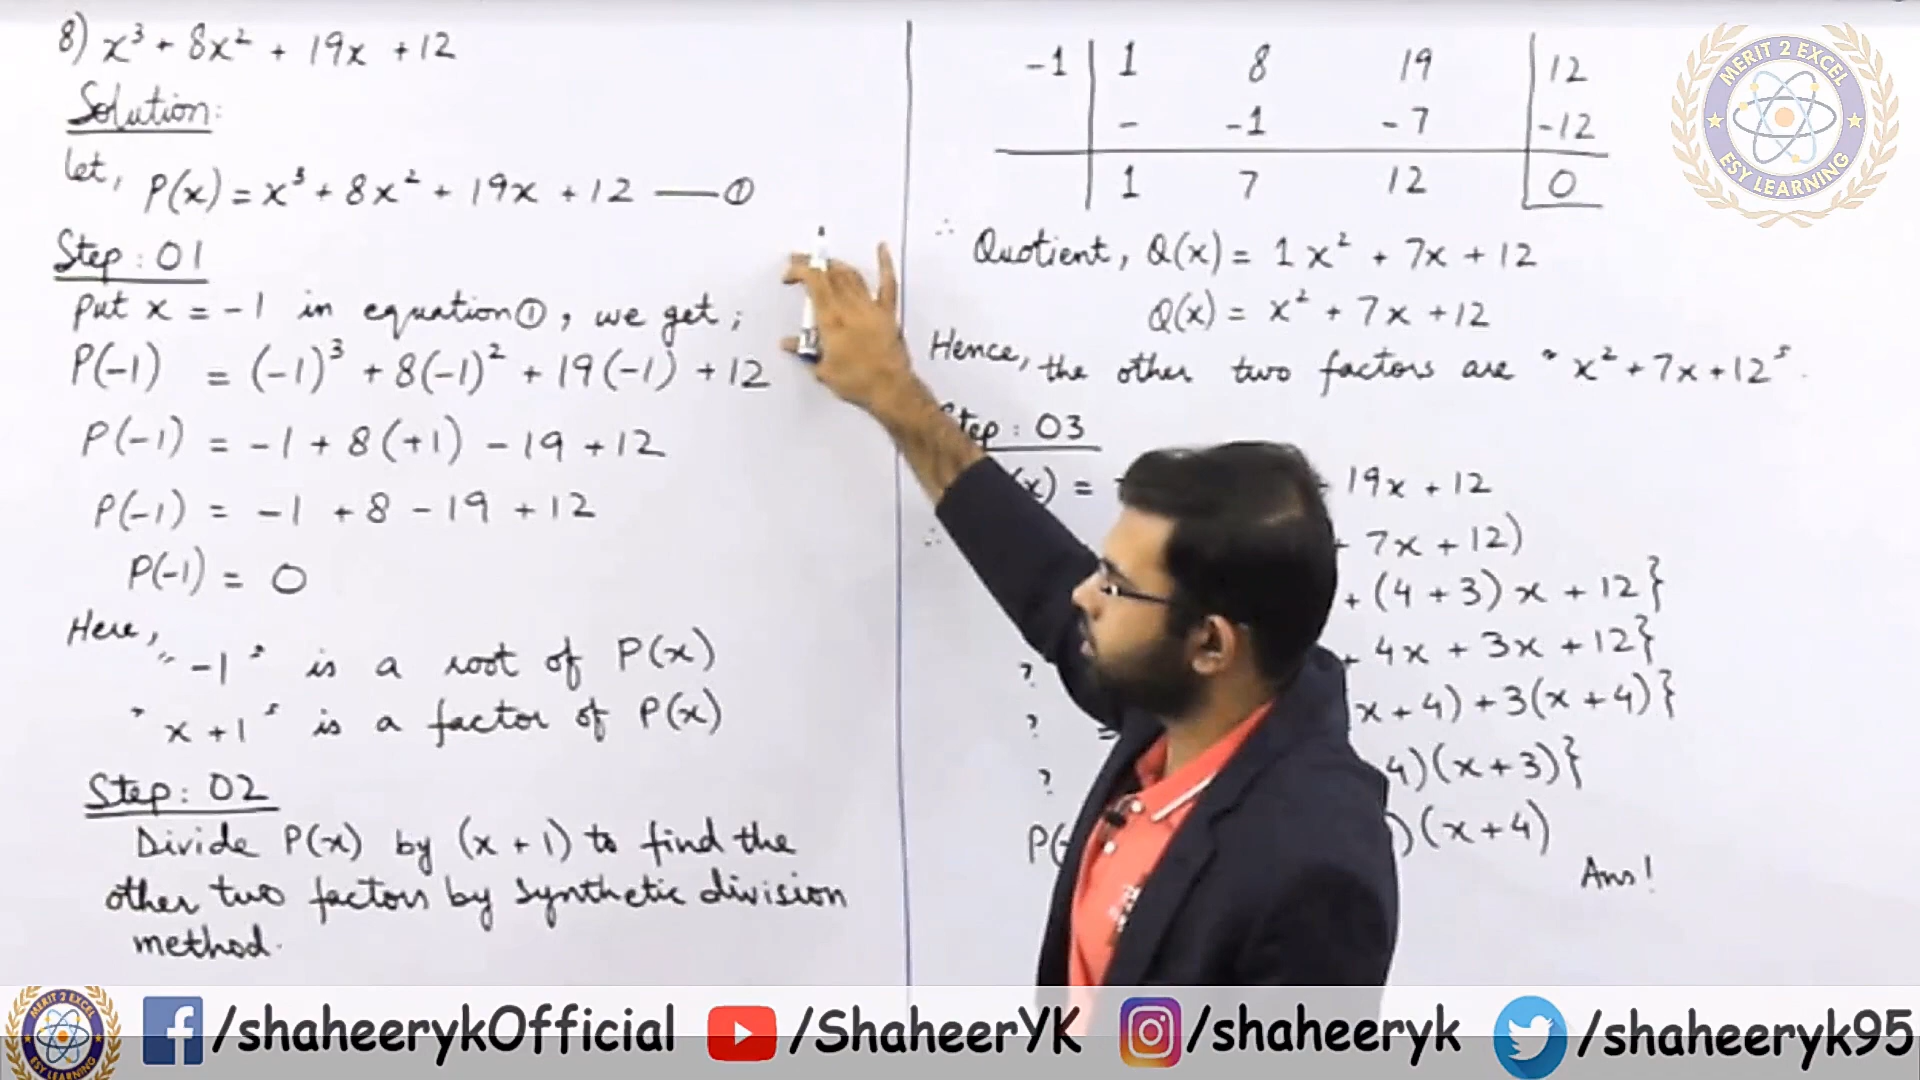 8) x³ + 8x² + 19x + 12
Solution:
let, P(x) = x³ + 8x² + 19x + 12 —— ①
Step : 01
Put x = -1 in equation ①, we get;
P(-1) = (-1)³ + 8(-1)² + 19(-1) + 12
P(-1) = -1 + 8(+1) - 19 + 12
P(-1) = -1 + 8 - 19 + 12
P(-1) = 0
Here,
" -1 " is a root of P(x)
" x + 1 " is a factor of P(x)
Step : 02
Divide P(x) by (x + 1) to find the
other two factors by synthetic division
method.
-1 | 1 8 19 | 12
- -1 -7 | -12
1 7 12 | 0
∴ Quotient, Q(x) = 1x² + 7x + 12
Q(x) = x² + 7x + 12
Hence, the other two factors are " x² + 7x + 12 ".
Step : 03
(x) = 19x + 12
∴ + 7x + 12)
+ (4 + 3)x + 12}
+ 4x + 3x + 12}
x + 4) + 3(x + 4)}
4)(x + 3)}
P( )(x + 4)
Ans!
MERIT 2 EXCEL
ESY LEARNING
MERIT 2 EXCEL
ESY LEARNING
/shaheerykOfficial /ShaheerYK /shaheeryk /shaheeryk95